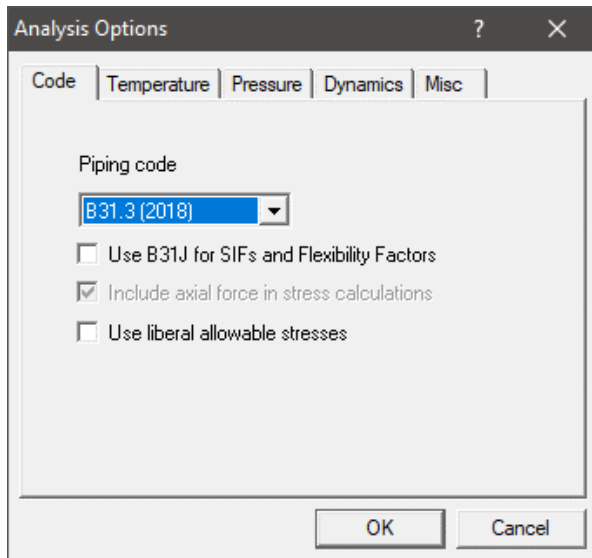 Analysis Options ?
Code Temperature Pressure Dynamics Misc
Piping code
B31.3 (2018)
Use B31J for SIFs and Flexibility Factors
Include axial force in stress calculations
Use liberal allowable stresses
OK Cancel